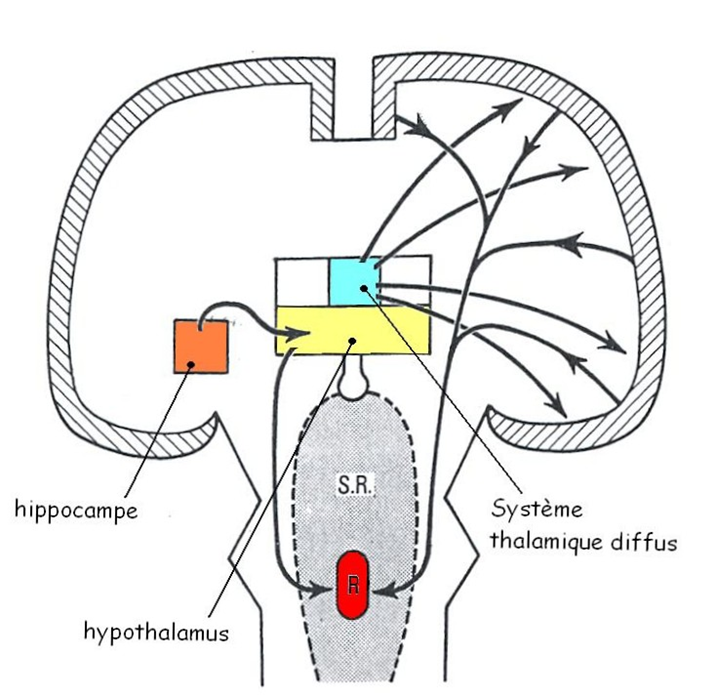 S.R.
hippocampe
Système
thalamique diffus
R
hypothalamus